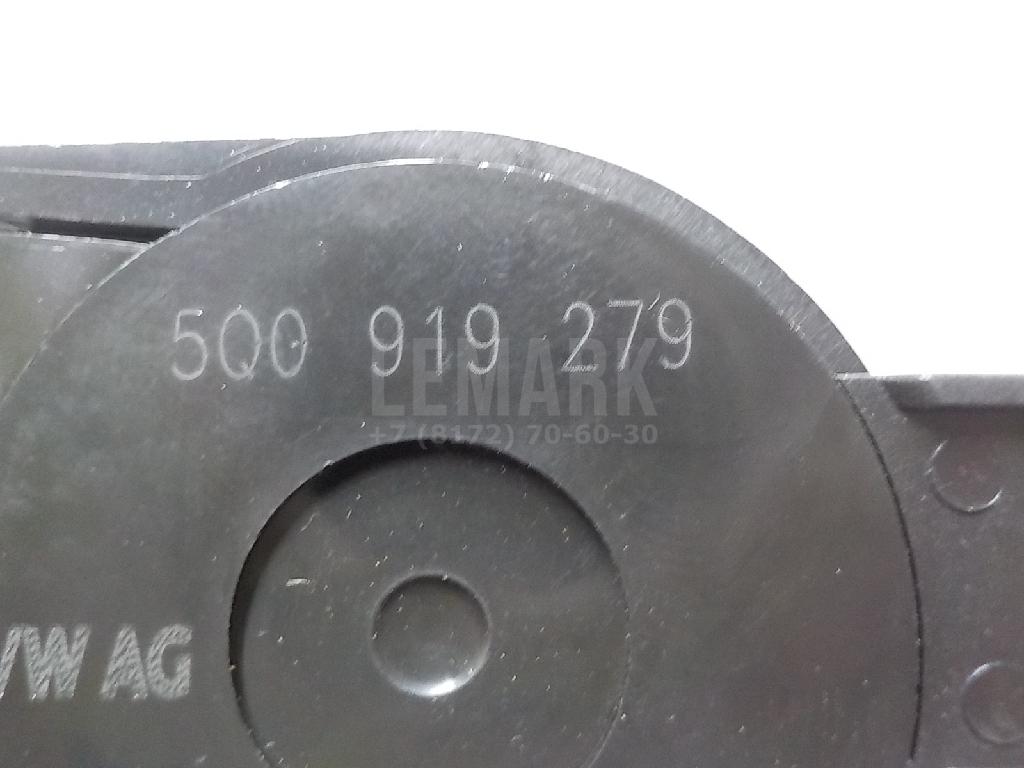 5Q0 919 279
LEMARK
+7 (8172) 70-60-30
VW AG